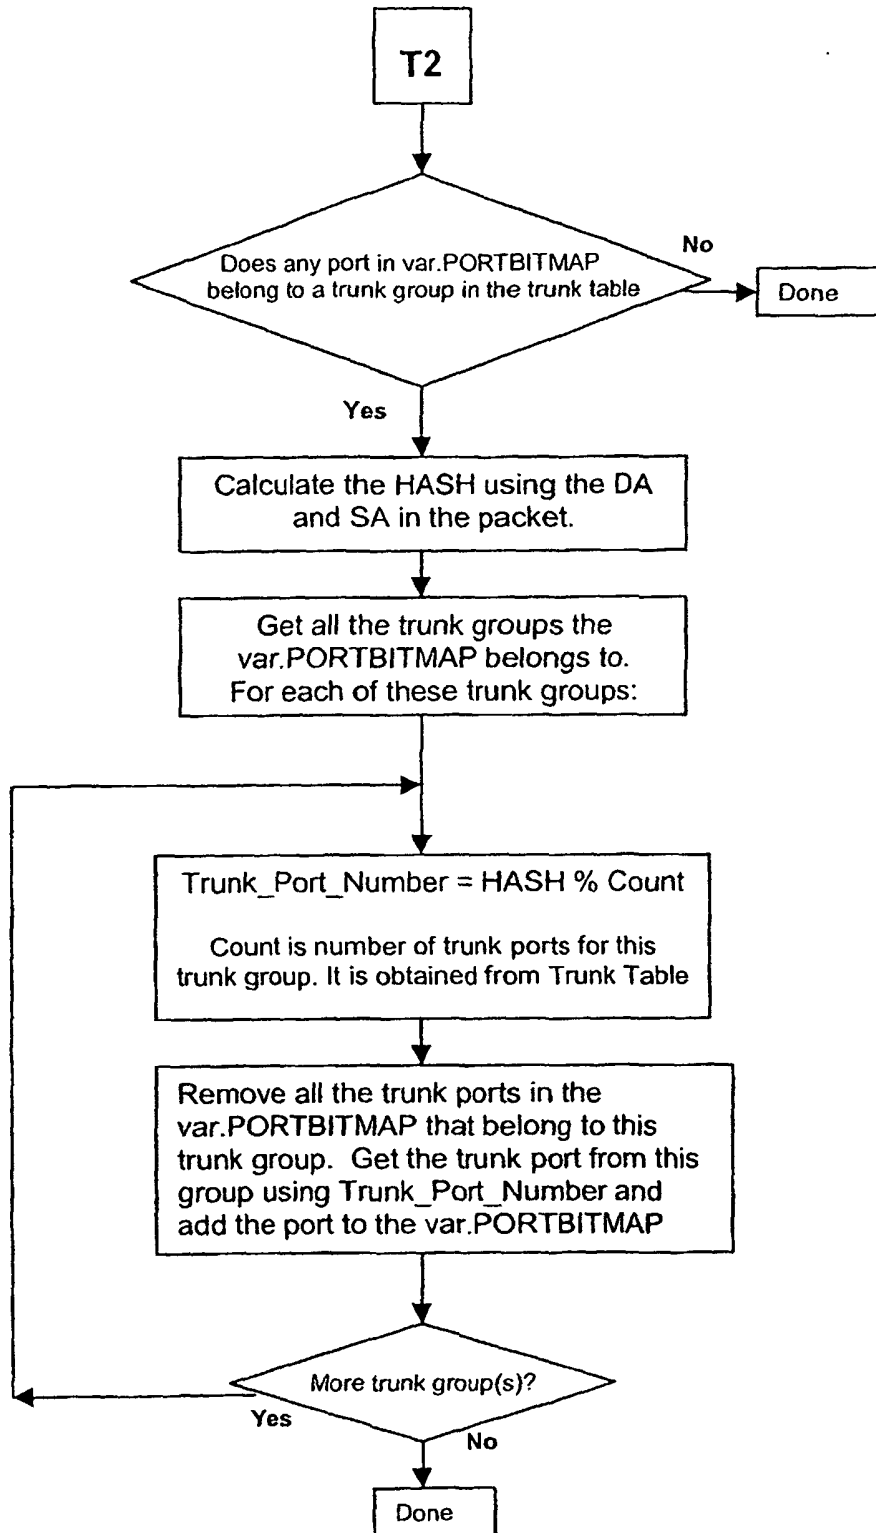 T2
Does any port in var.PORTBITMAP
belong to a trunk group in the trunk table
No
Done
Yes
Calculate the HASH using the DA
and SA in the packet.
Get all the trunk groups the
var.PORTBITMAP belongs to.
For each of these trunk groups:
Trunk_Port_Number = HASH % Count
Count is number of trunk ports for this
trunk group. It is obtained from Trunk Table
Remove all the trunk ports in the
var.PORTBITMAP that belong to this
trunk group. Get the trunk port from this
group using Trunk_Port_Number and
add the port to the var.PORTBITMAP
More trunk group(s)?
Yes
No
Done